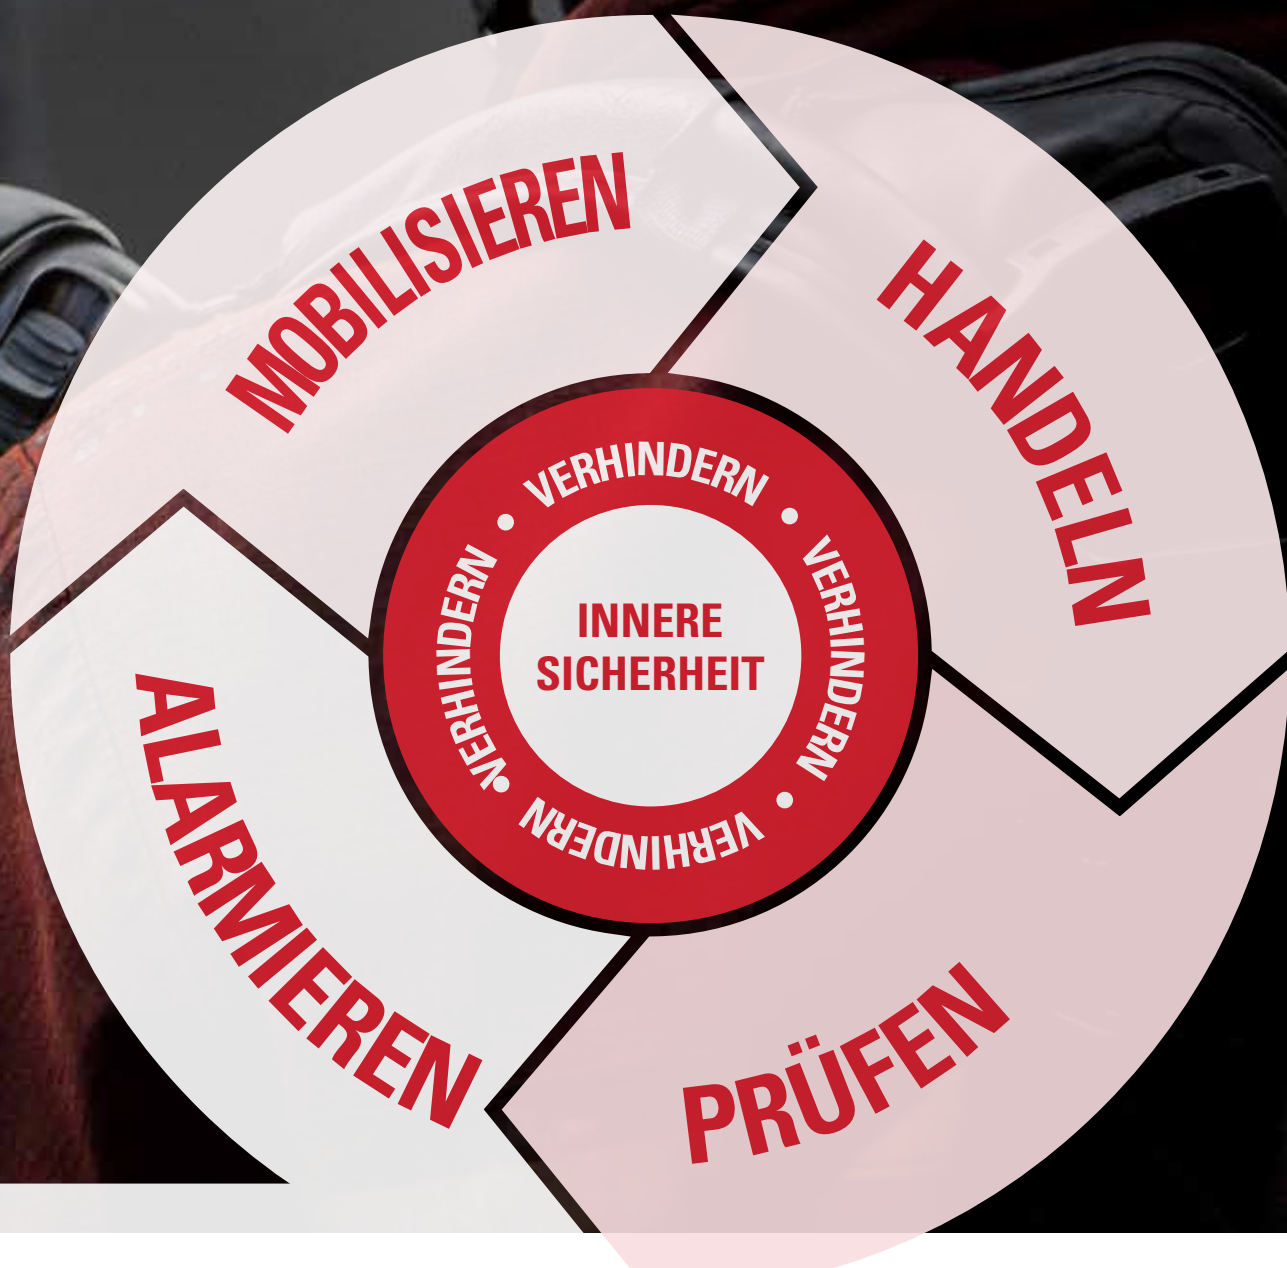 MOBILISIEREN
HANDELN
PRÜFEN
ALARMIEREN
VERHINDERN • VERHINDERN • VERHINDERN • VERHINDERN •
INNERE
SICHERHEIT